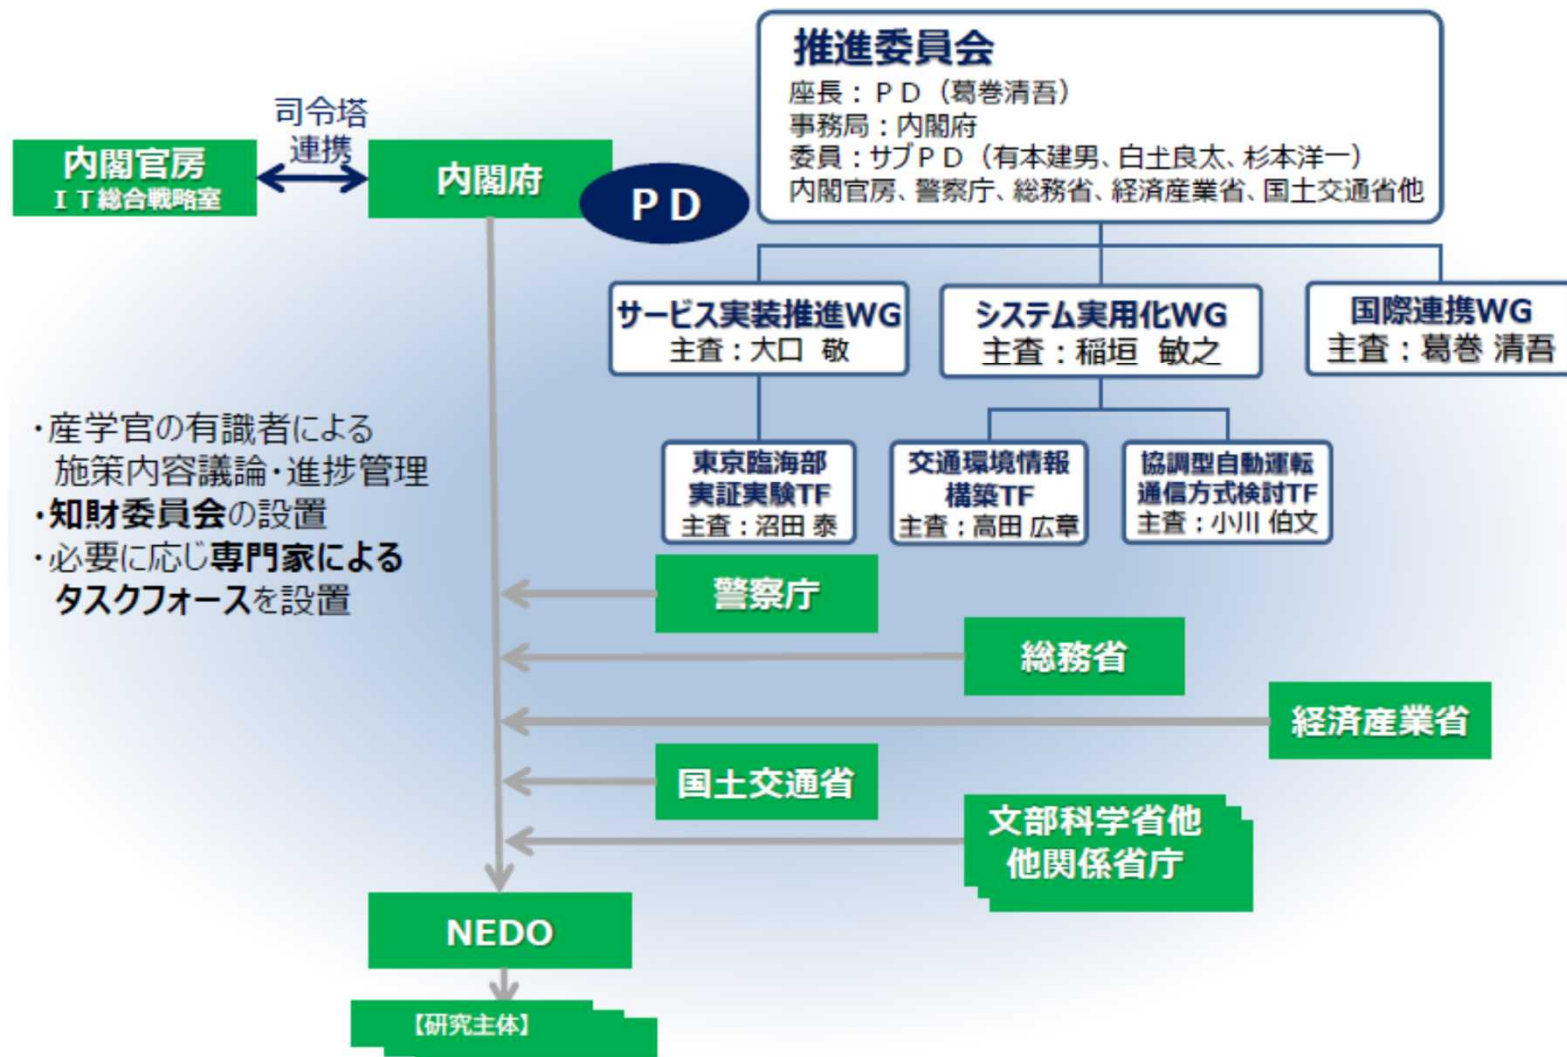 推進委員会
座長：ＰＤ（葛巻清吾）
事務局：内閣府
委員：サブＰＤ（有本建男、白土良太、杉本洋一）
内閣官房、警察庁、総務省、経済産業省、国土交通省他
司令塔
連携
内閣官房
ＩＴ総合戦略室
内閣府
ＰＤ
サービス実装推進WG
主査：大口 敬
システム実用化WG
主査：稲垣 敏之
国際連携WG
主査：葛巻 清吾
東京臨海部
実証実験TF
主査：沼田 泰
交通環境情報
構築TF
主査：高田 広章
協調型自動運転
通信方式検討TF
主査：小川 伯文
・産学官の有識者による
施策内容議論・進捗管理
・知財委員会の設置
・必要に応じ専門家による
タスクフォースを設置
警察庁
総務省
経済産業省
国土交通省
文部科学省他
他関係省庁
NEDO
【研究主体】